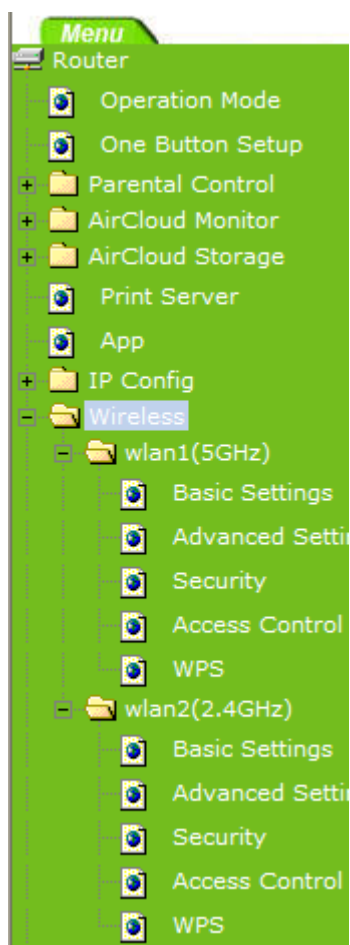 Menu
Router
Operation Mode
One Button Setup
Parental Control
AirCloud Monitor
AirCloud Storage
Print Server
App
IP Config
Wireless
wlan1(5GHz)
Basic Settings
Advanced Settin
Security
Access Control
WPS
wlan2(2.4GHz)
Basic Settings
Advanced Settin
Security
Access Control
WPS